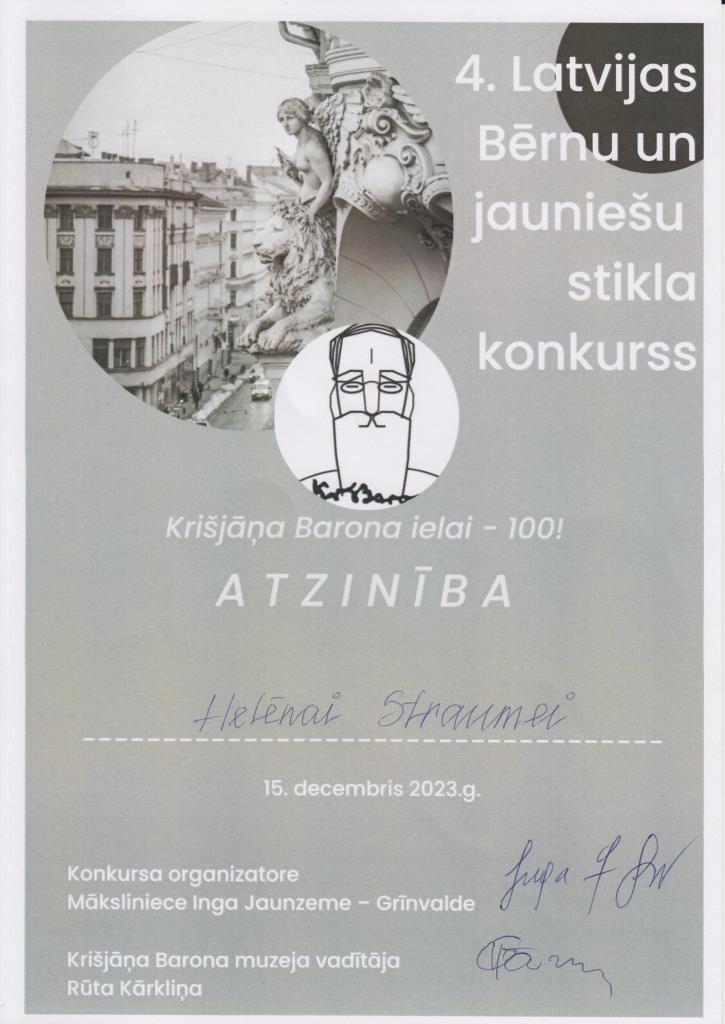 4. Latvijas
Bērnu un
jauniešu
stikla
konkurss
Krišjāņa Barona ielai - 100!
ATZINĪBA
Helēnai Straumei
15. decembris 2023.g.
Konkursa organizatore
Māksliniece Inga Jaunzeme – Grīnvalde
Krišjāņa Barona muzeja vadītāja
Rūta Kārkliņa